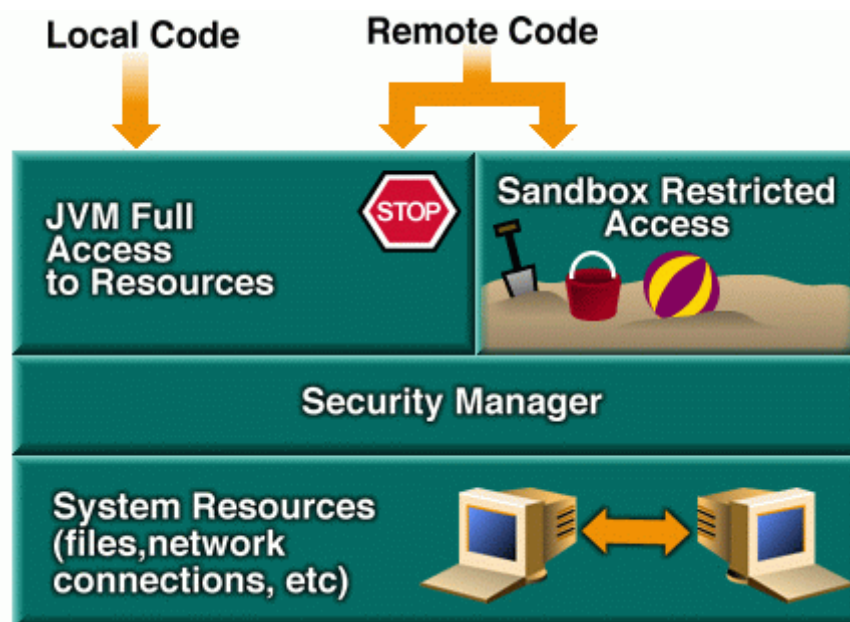 Local Code
Remote Code
JVM Full
Access
to Resources
STOP
Sandbox Restricted
Access
Security Manager
System Resources
(files,network
connections, etc)